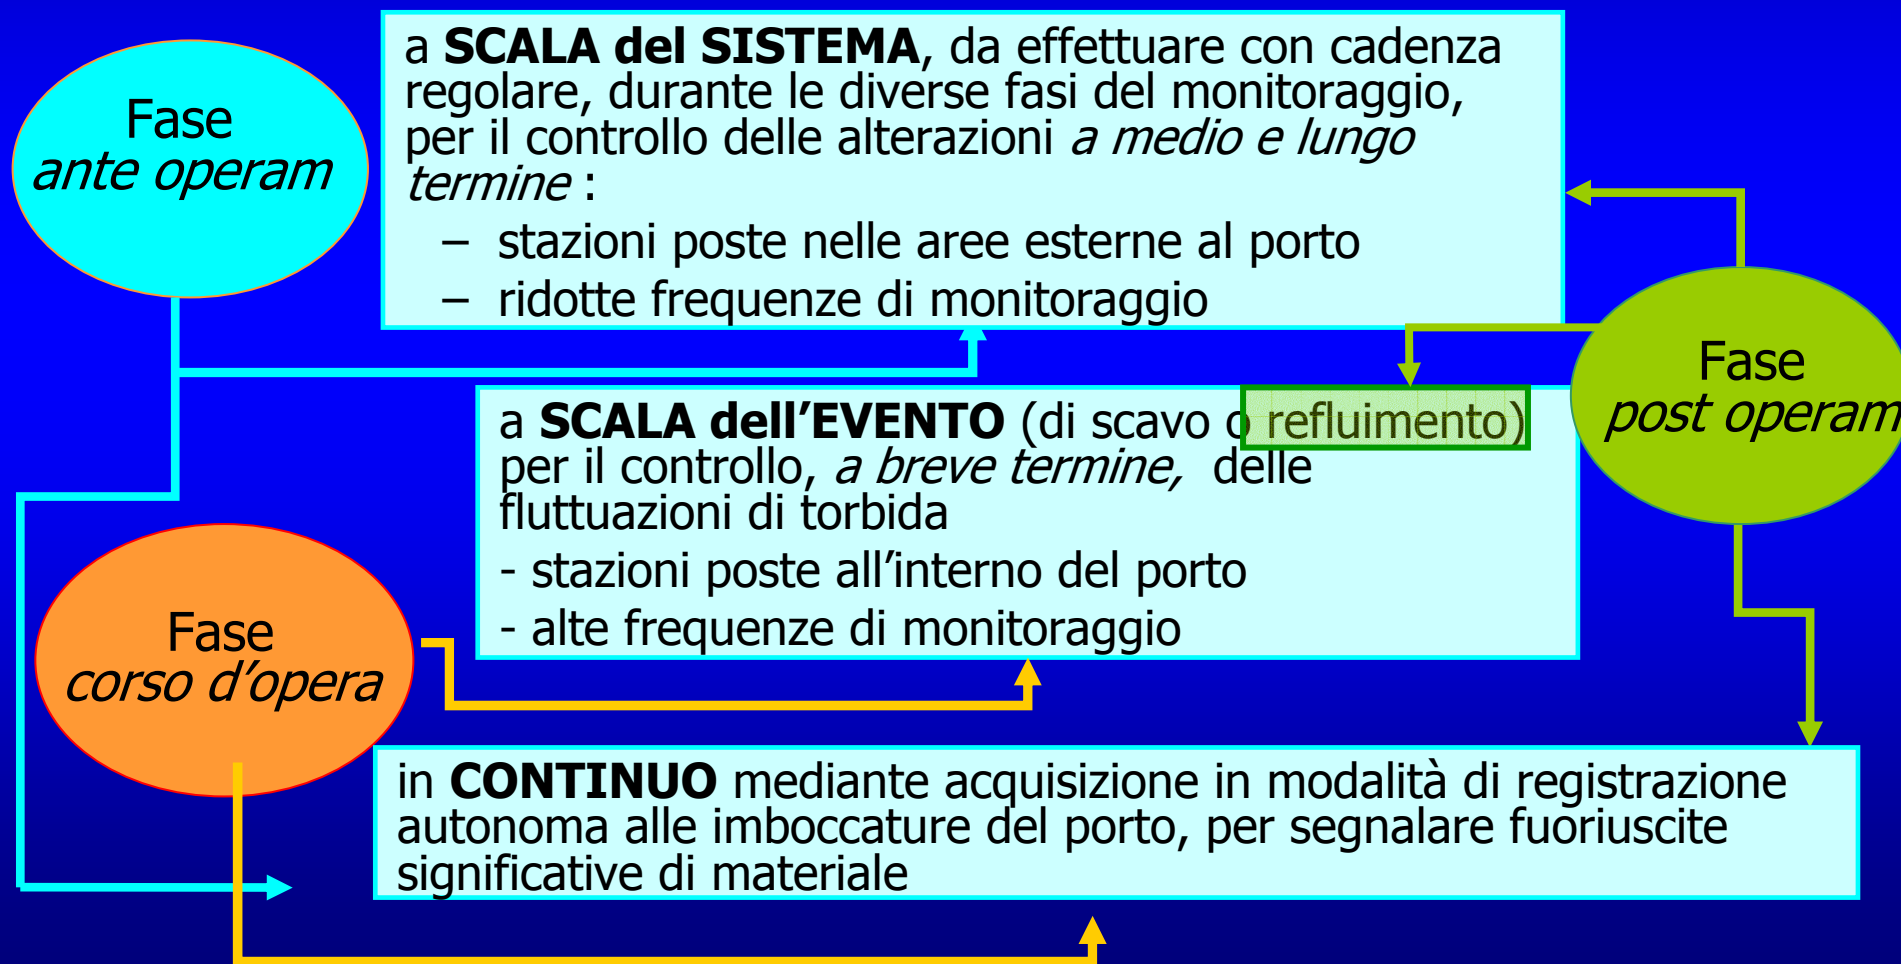 Fase
ante operam
a SCALA del SISTEMA, da effettuare con cadenza
regolare, durante le diverse fasi del monitoraggio,
per il controllo delle alterazioni a medio e lungo
termine :
– stazioni poste nelle aree esterne al porto
– ridotte frequenze di monitoraggio
Fase
post operam
a SCALA dell’EVENTO (di scavo o refluimento)
per il controllo, a breve termine, delle
fluttuazioni di torbida
- stazioni poste all’interno del porto
- alte frequenze di monitoraggio
Fase
corso d’opera
in CONTINUO mediante acquisizione in modalità di registrazione
autonoma alle imboccature del porto, per segnalare fuoriuscite
significative di materiale